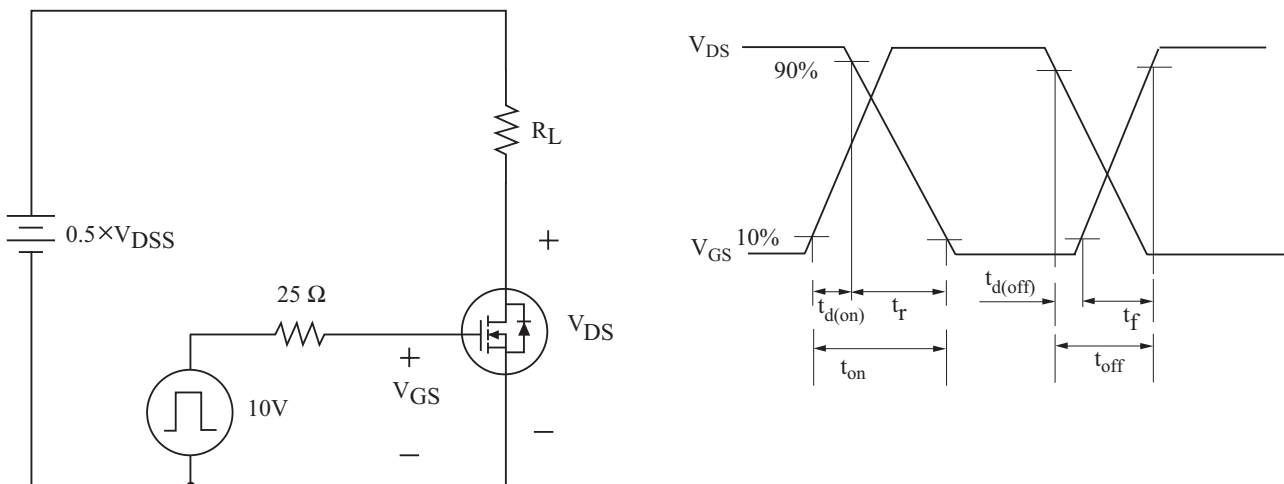 R_L
0.5×V_DSS
+
25 Ω
V_DS
+
V_GS
10V
−
−
V_DS
90%
10%
V_GS
t_d(on)
t_r
t_d(off)
t_f
t_on
t_off